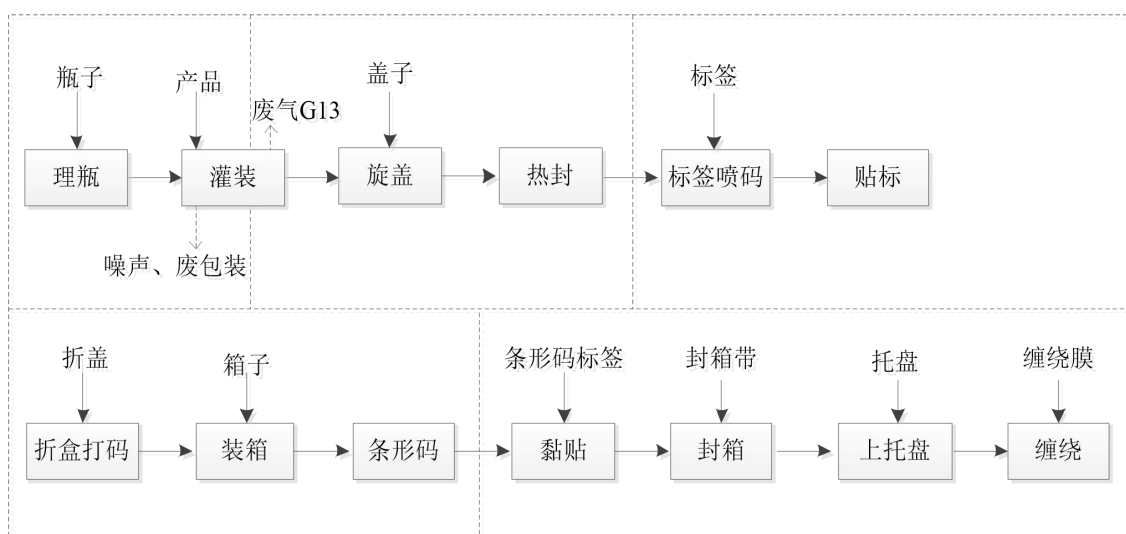 瓶子
产品
盖子
标签
废气G13
理瓶
灌装
旋盖
热封
标签喷码
贴标
噪声、废包装
折盖
箱子
条形码标签
封箱带
托盘
缠绕膜
折盒打码
装箱
条形码
黏贴
封箱
上托盘
缠绕